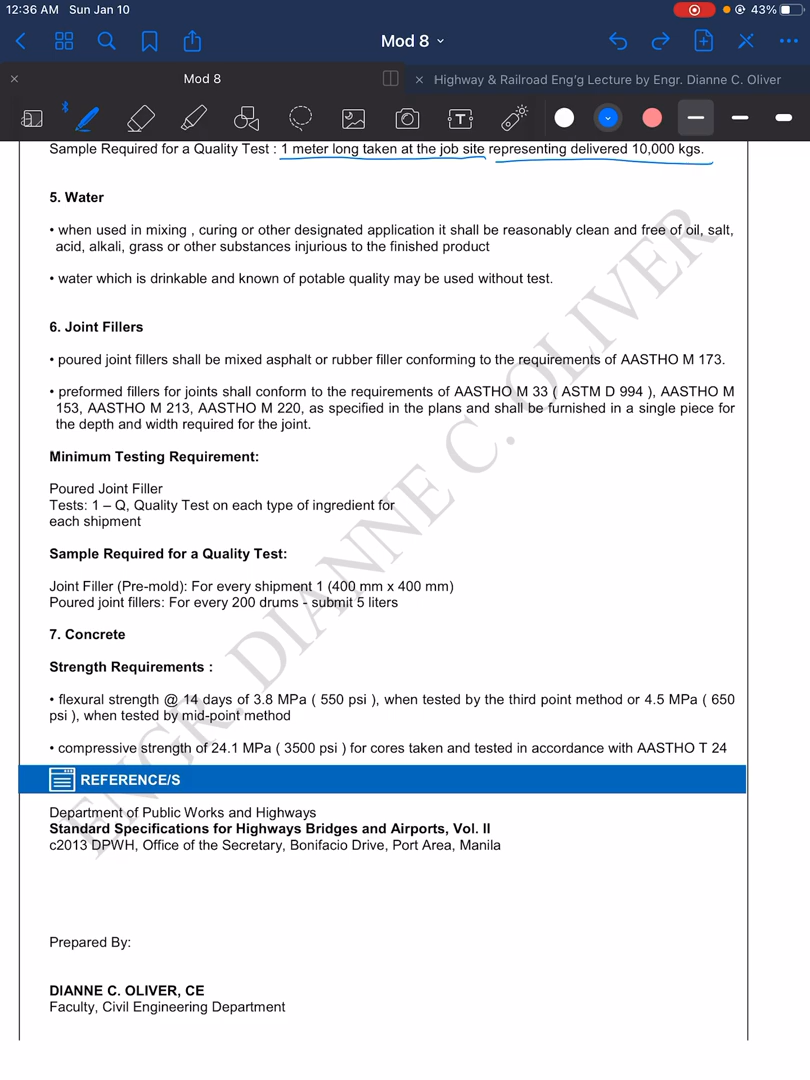 12:36 AM Sun Jan 10
43%
Mod 8
Mod 8
Highway & Railroad Eng'g Lecture by Engr. Dianne C. Oliver
Sample Required for a Quality Test : 1 meter long taken at the job site representing delivered 10,000 kgs.
5. Water
• when used in mixing , curing or other designated application it shall be reasonably clean and free of oil, salt,
acid, alkali, grass or other substances injurious to the finished product
• water which is drinkable and known of potable quality may be used without test.
6. Joint Fillers
• poured joint fillers shall be mixed asphalt or rubber filler conforming to the requirements of AASTHO M 173.
• preformed fillers for joints shall conform to the requirements of AASTHO M 33 ( ASTM D 994 ), AASTHO M
153, AASTHO M 213, AASTHO M 220, as specified in the plans and shall be furnished in a single piece for
the depth and width required for the joint.
Minimum Testing Requirement:
Poured Joint Filler
Tests: 1 – Q, Quality Test on each type of ingredient for
each shipment
Sample Required for a Quality Test:
Joint Filler (Pre-mold): For every shipment 1 (400 mm x 400 mm)
Poured joint fillers: For every 200 drums - submit 5 liters
7. Concrete
Strength Requirements :
• flexural strength @ 14 days of 3.8 MPa ( 550 psi ), when tested by the third point method or 4.5 MPa ( 650
psi ), when tested by mid-point method
• compressive strength of 24.1 MPa ( 3500 psi ) for cores taken and tested in accordance with AASTHO T 24
REFERENCE/S
Department of Public Works and Highways
Standard Specifications for Highways Bridges and Airports, Vol. II
c2013 DPWH, Office of the Secretary, Bonifacio Drive, Port Area, Manila
Prepared By:
DIANNE C. OLIVER, CE
Faculty, Civil Engineering Department
ENGR. DIANNE C. OLIVER